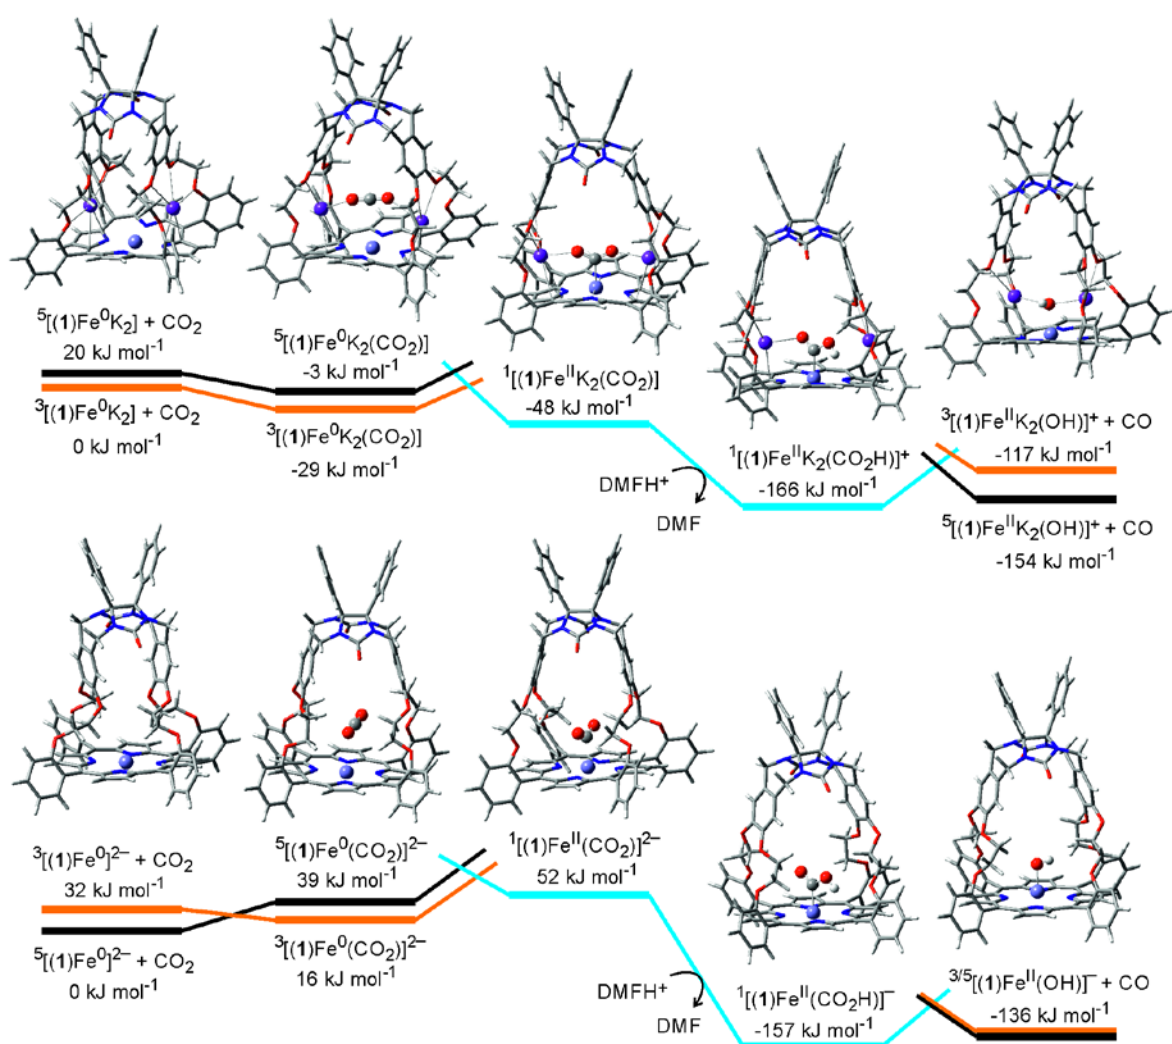 ⁵[(1)Fe⁰K₂] + CO₂
20 kJ mol⁻¹
³[(1)Fe⁰K₂] + CO₂
0 kJ mol⁻¹
⁵[(1)Fe⁰K₂(CO₂)]
-3 kJ mol⁻¹
³[(1)Fe⁰K₂(CO₂)]
-29 kJ mol⁻¹
¹[(1)FeᴵᴵK₂(CO₂)]
-48 kJ mol⁻¹
DMFH⁺
DMF
¹[(1)FeᴵᴵK₂(CO₂H)]⁺
-166 kJ mol⁻¹
³[(1)FeᴵᴵK₂(OH)]⁺ + CO
-117 kJ mol⁻¹
⁵[(1)FeᴵᴵK₂(OH)]⁺ + CO
-154 kJ mol⁻¹
³[(1)Fe⁰]²⁻ + CO₂
32 kJ mol⁻¹
⁵[(1)Fe⁰]²⁻ + CO₂
0 kJ mol⁻¹
⁵[(1)Fe⁰(CO₂)]²⁻
39 kJ mol⁻¹
³[(1)Fe⁰(CO₂)]²⁻
16 kJ mol⁻¹
¹[(1)Feᴵᴵ(CO₂)]²⁻
52 kJ mol⁻¹
DMFH⁺
DMF
¹[(1)Feᴵᴵ(CO₂H)]⁻
-157 kJ mol⁻¹
³/⁵[(1)Feᴵᴵ(OH)]⁻ + CO
-136 kJ mol⁻¹